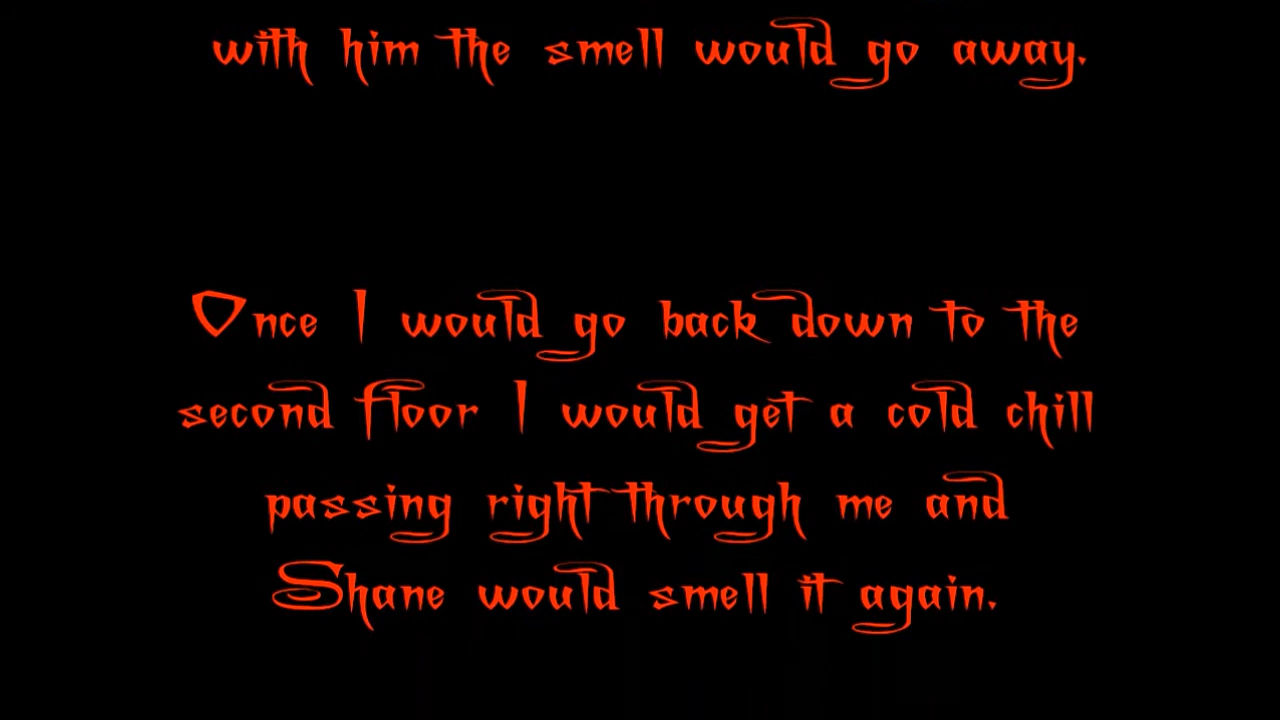 with him the smell would go away.
Once I would go back down to the
second floor I would get a cold chill
passing right through me and
Shane would smell it again.